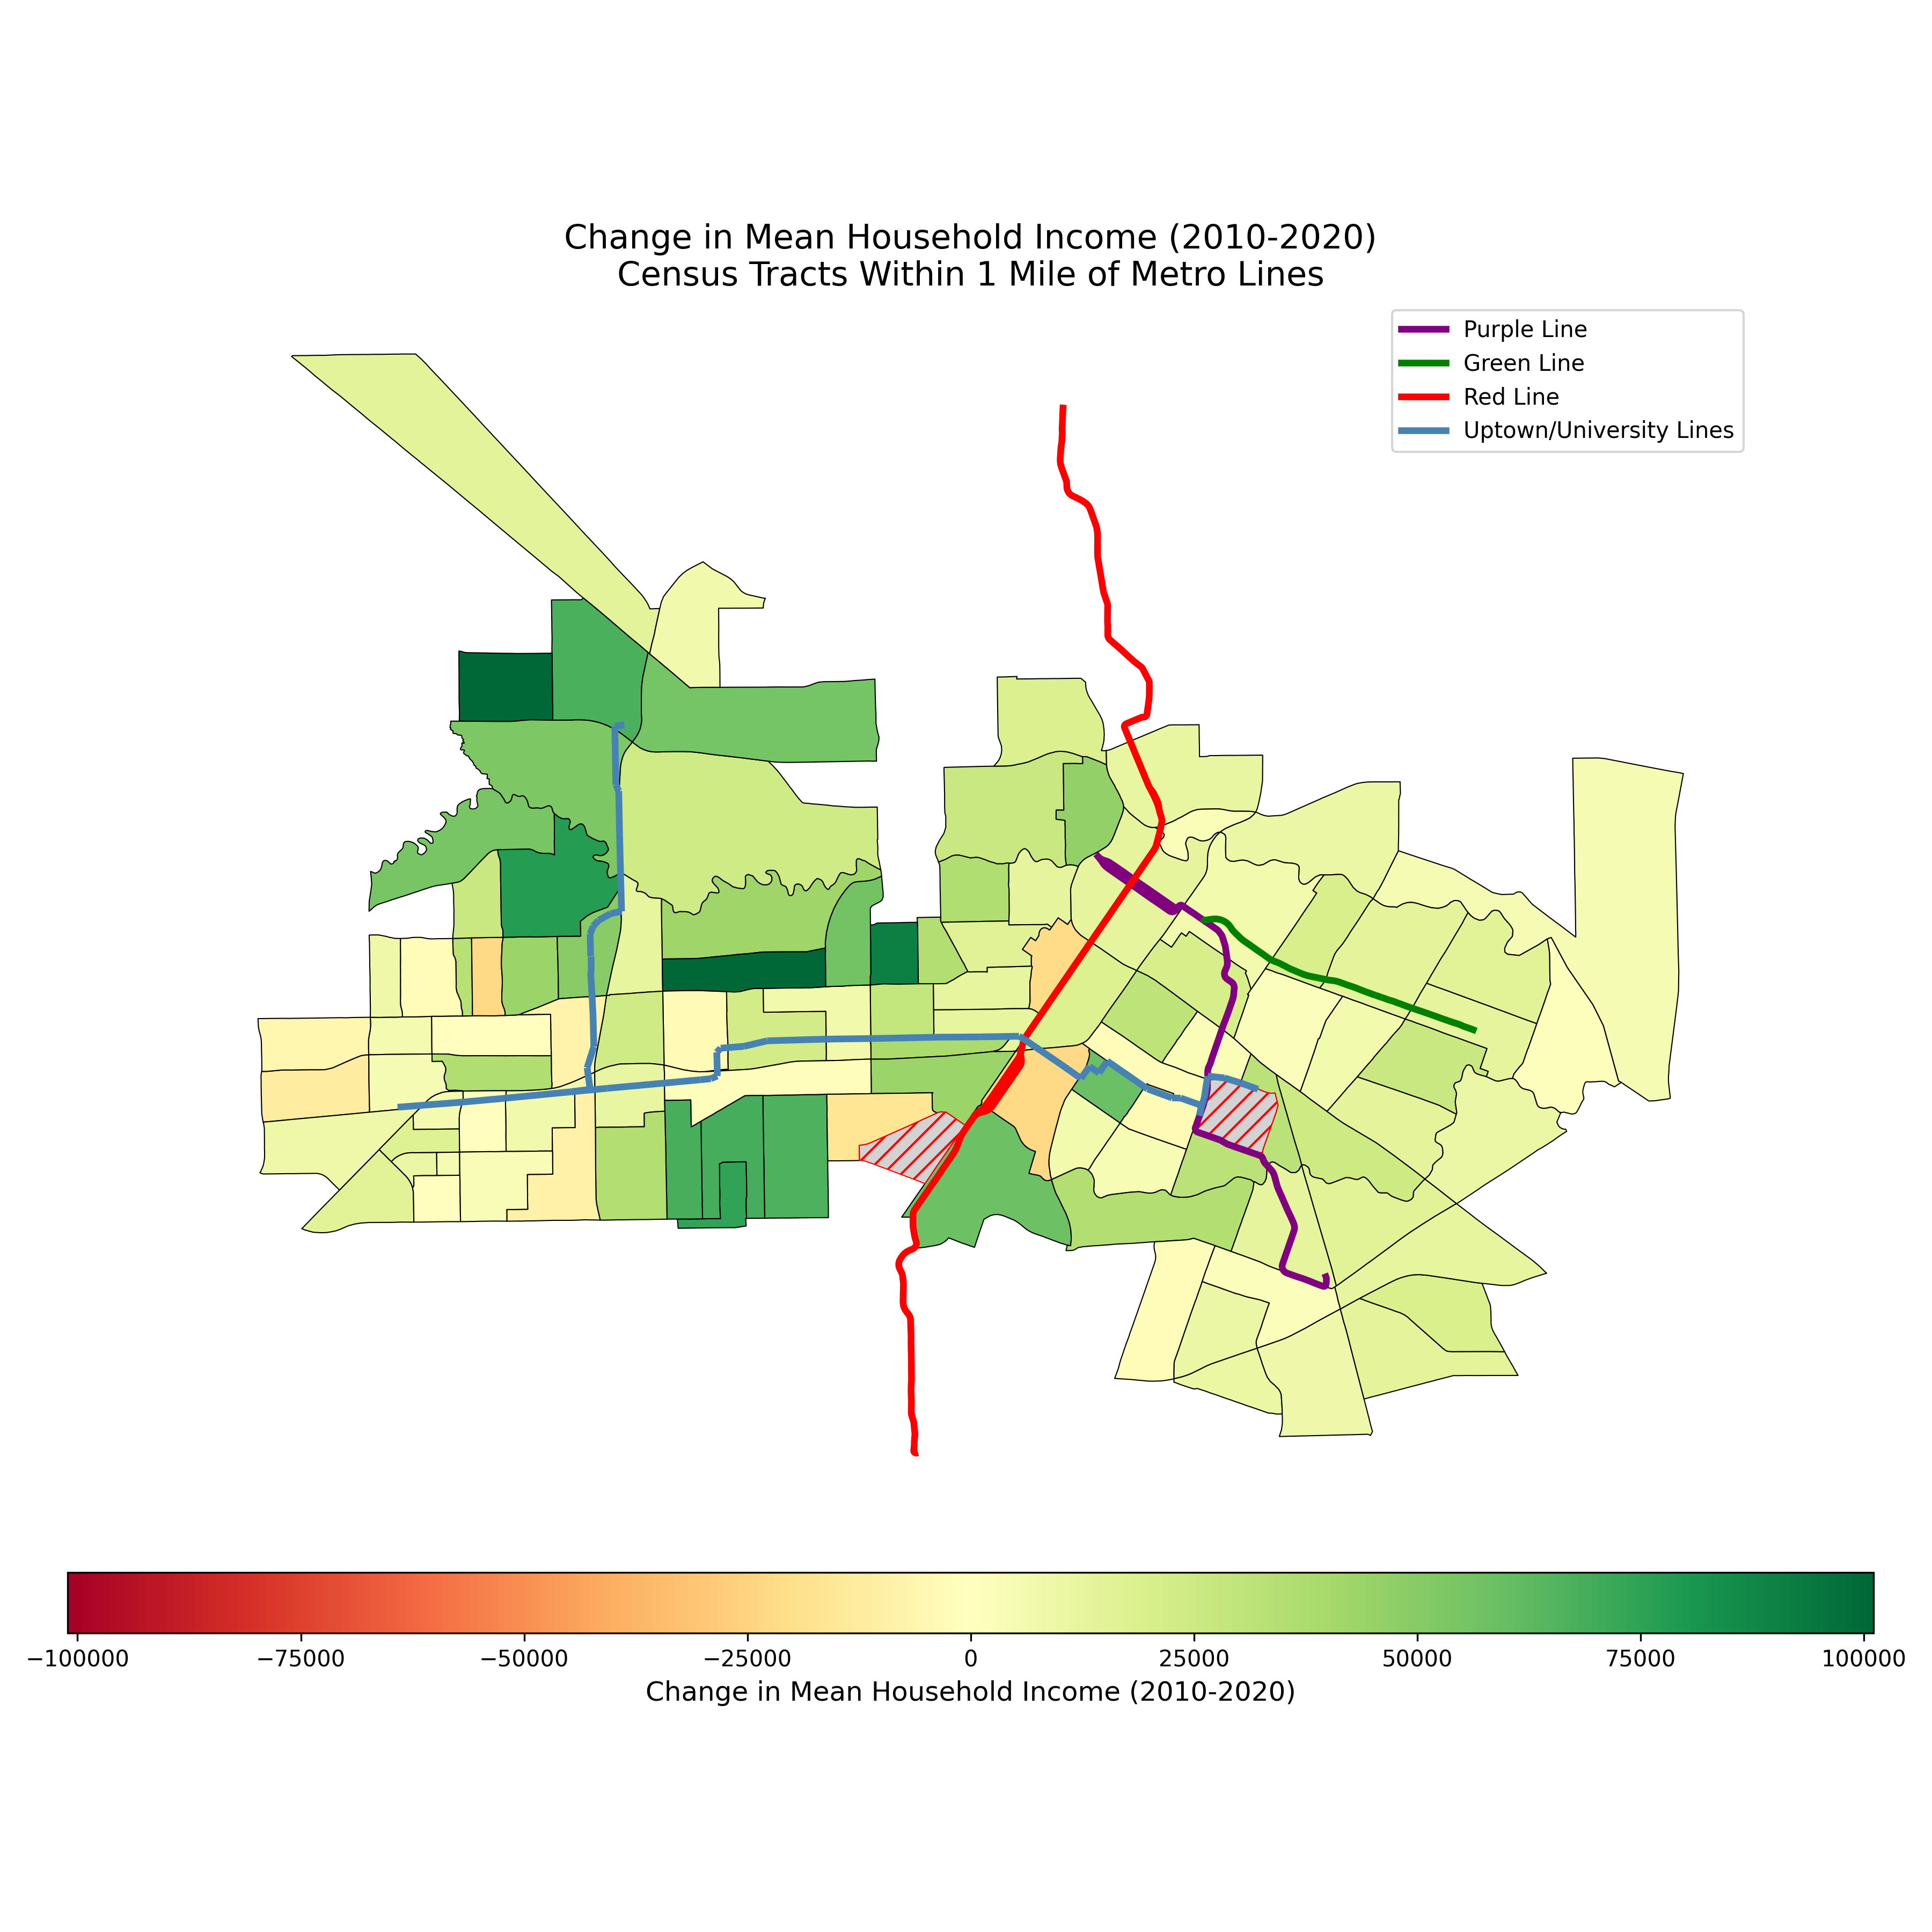 Change in Mean Household Income (2010-2020)
Census Tracts Within 1 Mile of Metro Lines
Purple Line
Green Line
Red Line
Uptown/University Lines
−100000 −75000 −50000 −25000 0 25000 50000 75000 100000
Change in Mean Household Income (2010-2020)